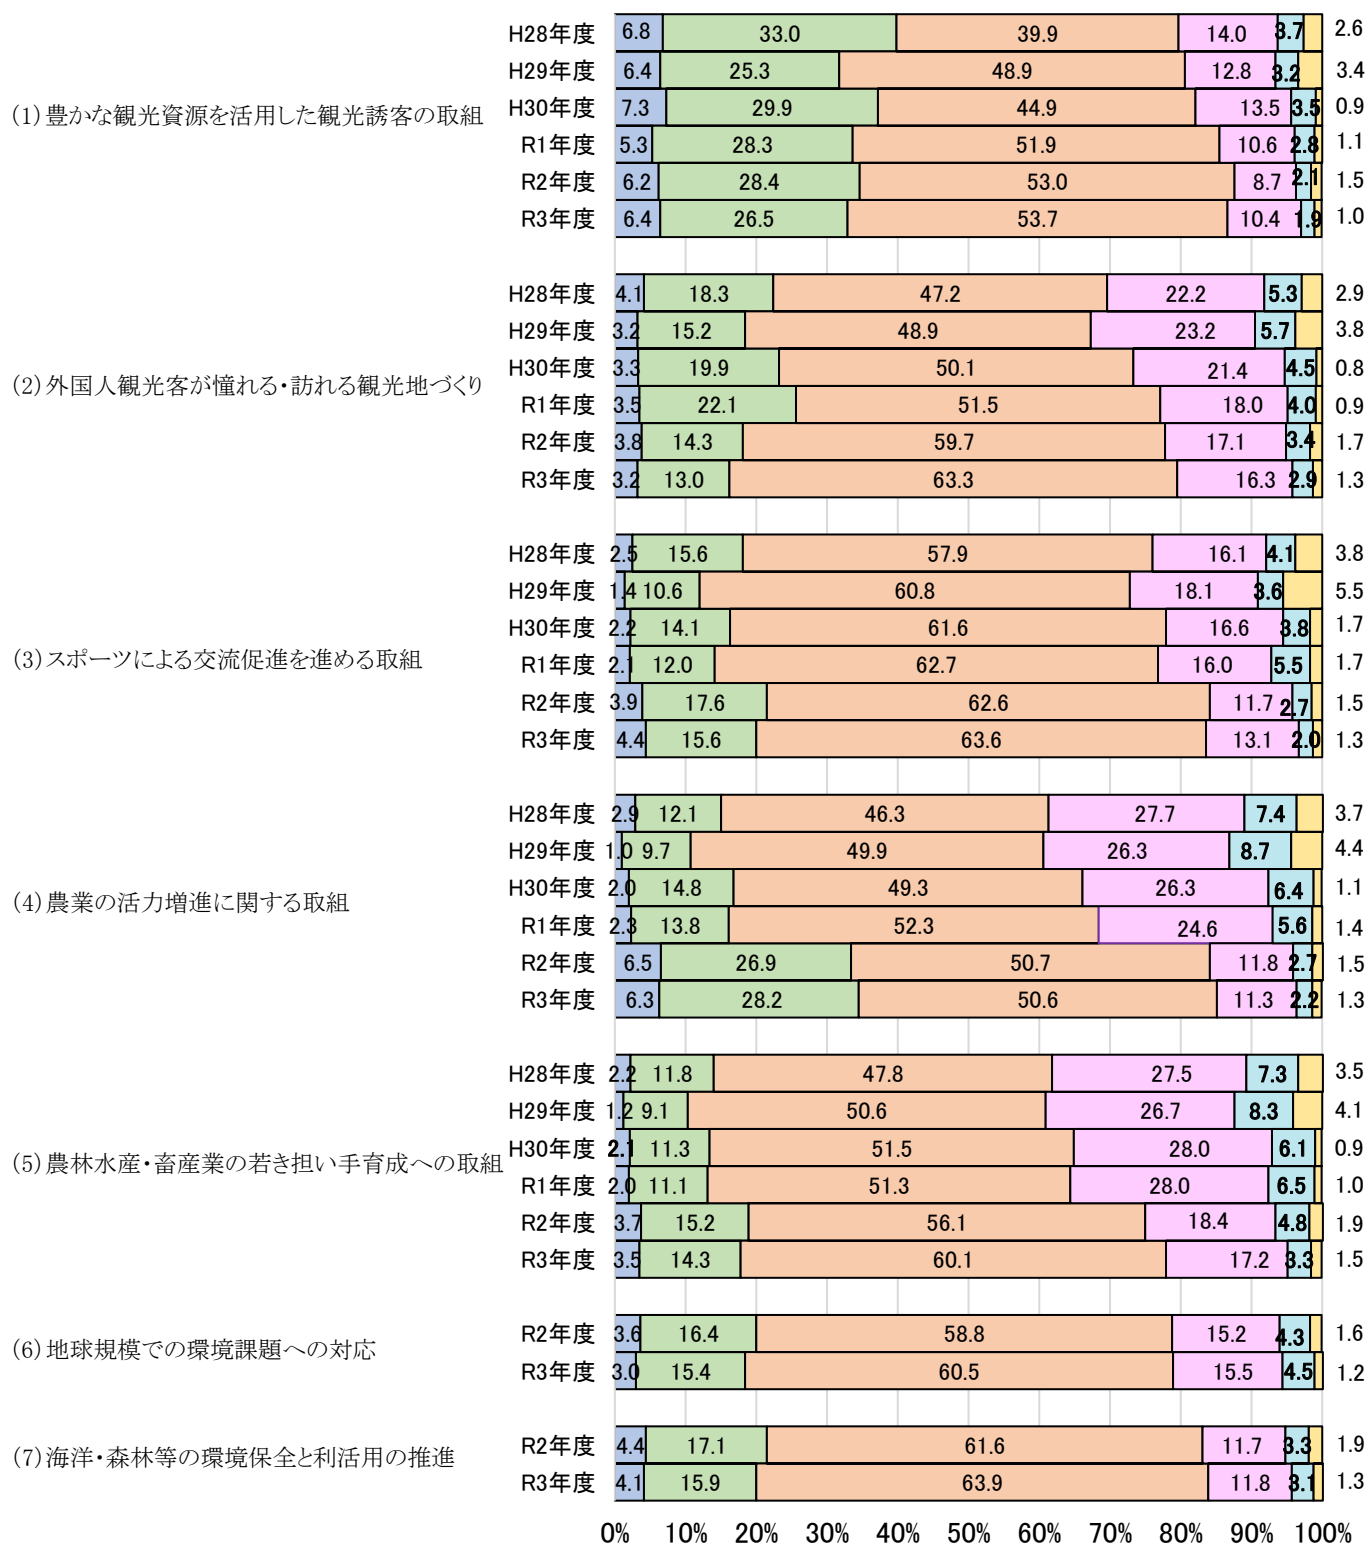 H28年度 6.8 33.0 39.9 14.0 3.7 2.6
H29年度 6.4 25.3 48.9 12.8 3.2 3.4
(1)豊かな観光資源を活用した観光誘客の取組
H30年度 7.3 29.9 44.9 13.5 3.5 0.9
R1年度 5.3 28.3 51.9 10.6 2.8 1.1
R2年度 6.2 28.4 53.0 8.7 2.1 1.5
R3年度 6.4 26.5 53.7 10.4 1.9 1.0
H28年度 4.1 18.3 47.2 22.2 5.3 2.9
H29年度 3.2 15.2 48.9 23.2 5.7 3.8
H30年度 3.3 19.9 50.1 21.4 4.5 0.8
(2)外国人観光客が憧れる・訪れる観光地づくり
R1年度 3.5 22.1 51.5 18.0 4.0 0.9
R2年度 3.8 14.3 59.7 17.1 3.4 1.7
R3年度 3.2 13.0 63.3 16.3 2.9 1.3
H28年度 2.5 15.6 57.9 16.1 4.1 3.8
H29年度 1.4 10.6 60.8 18.1 3.6 5.5
H30年度 2.2 14.1 61.6 16.6 3.8 1.7
(3)スポーツによる交流促進を進める取組
R1年度 2.1 12.0 62.7 16.0 5.5 1.7
R2年度 3.9 17.6 62.6 11.7 2.7 1.5
R3年度 4.4 15.6 63.6 13.1 2.0 1.3
H28年度 2.9 12.1 46.3 27.7 7.4 3.7
H29年度 1.0 9.7 49.9 26.3 8.7 4.4
H30年度 2.0 14.8 49.3 26.3 6.4 1.1
(4)農業の活力増進に関する取組
R1年度 2.3 13.8 52.3 24.6 5.6 1.4
R2年度 6.5 26.9 50.7 11.8 2.7 1.5
R3年度 6.3 28.2 50.6 11.3 2.2 1.3
H28年度 2.2 11.8 47.8 27.5 7.3 3.5
H29年度 1.2 9.1 50.6 26.7 8.3 4.1
H30年度 2.1 11.3 51.5 28.0 6.1 0.9
(5)農林水産・畜産業の若き担い手育成への取組
R1年度 2.0 11.1 51.3 28.0 6.5 1.0
R2年度 3.7 15.2 56.1 18.4 4.8 1.9
R3年度 3.5 14.3 60.1 17.2 3.3 1.5
R2年度 3.6 16.4 58.8 15.2 4.3 1.6
(6)地球規模での環境課題への対応
R3年度 3.0 15.4 60.5 15.5 4.5 1.2
R2年度 4.4 17.1 61.6 11.7 3.3 1.9
(7)海洋・森林等の環境保全と利活用の推進
R3年度 4.1 15.9 63.9 11.8 3.1 1.3
0% 10% 20% 30% 40% 50% 60% 70% 80% 90% 100%